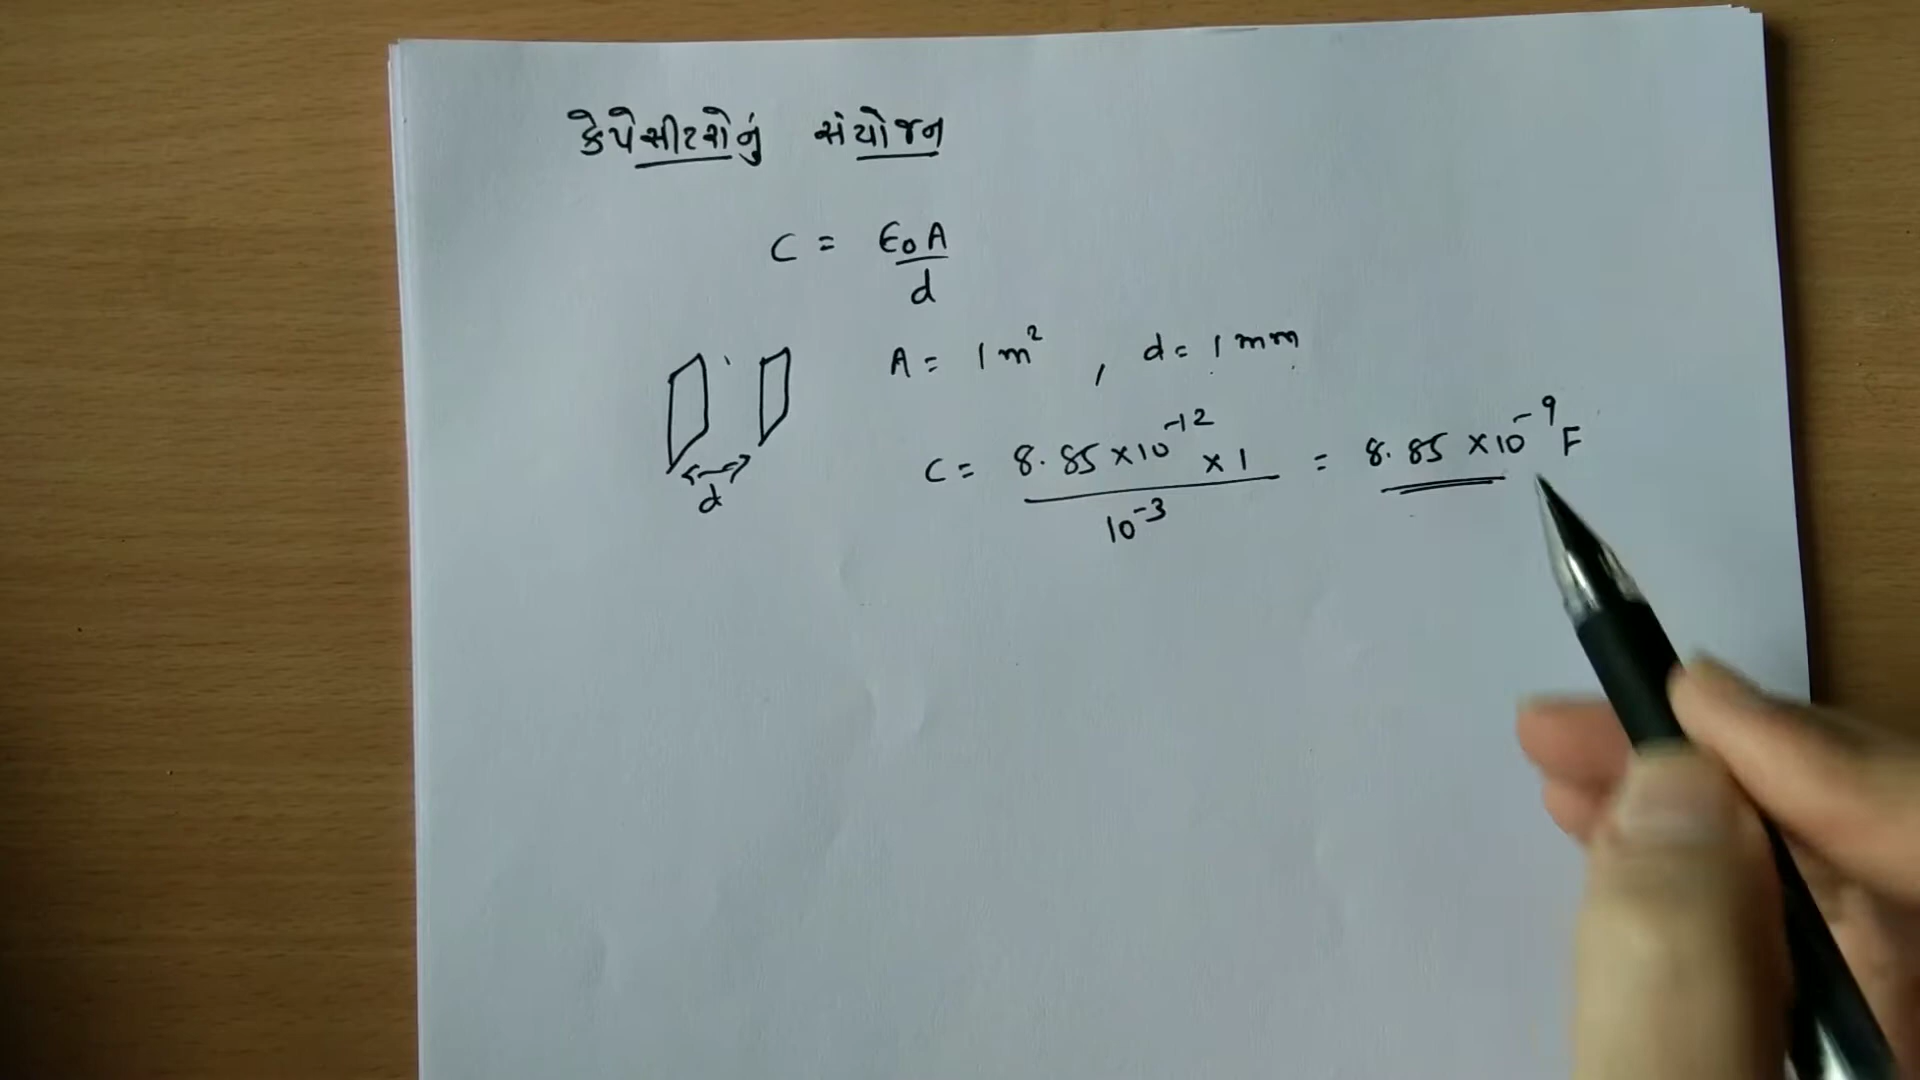 કેપેસીટરોનું સંયોજન
C = ϵ₀A / d
A = 1 m² , d = 1 mm
d
C = 8.85 × 10⁻¹² × 1 / 10⁻³ = 8.85 × 10⁻⁹ F